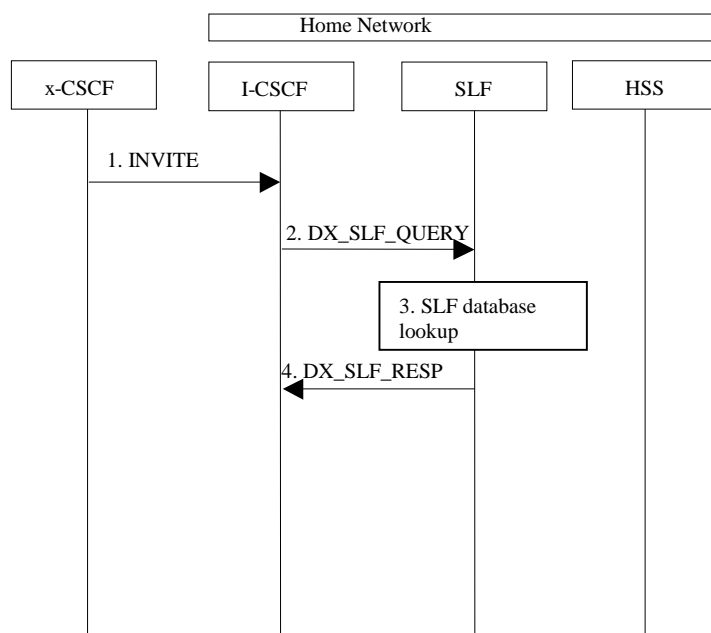 Home Network
x-CSCF
I-CSCF
SLF
HSS
1. INVITE
2. DX_SLF_QUERY
3. SLF database
lookup
4. DX_SLF_RESP